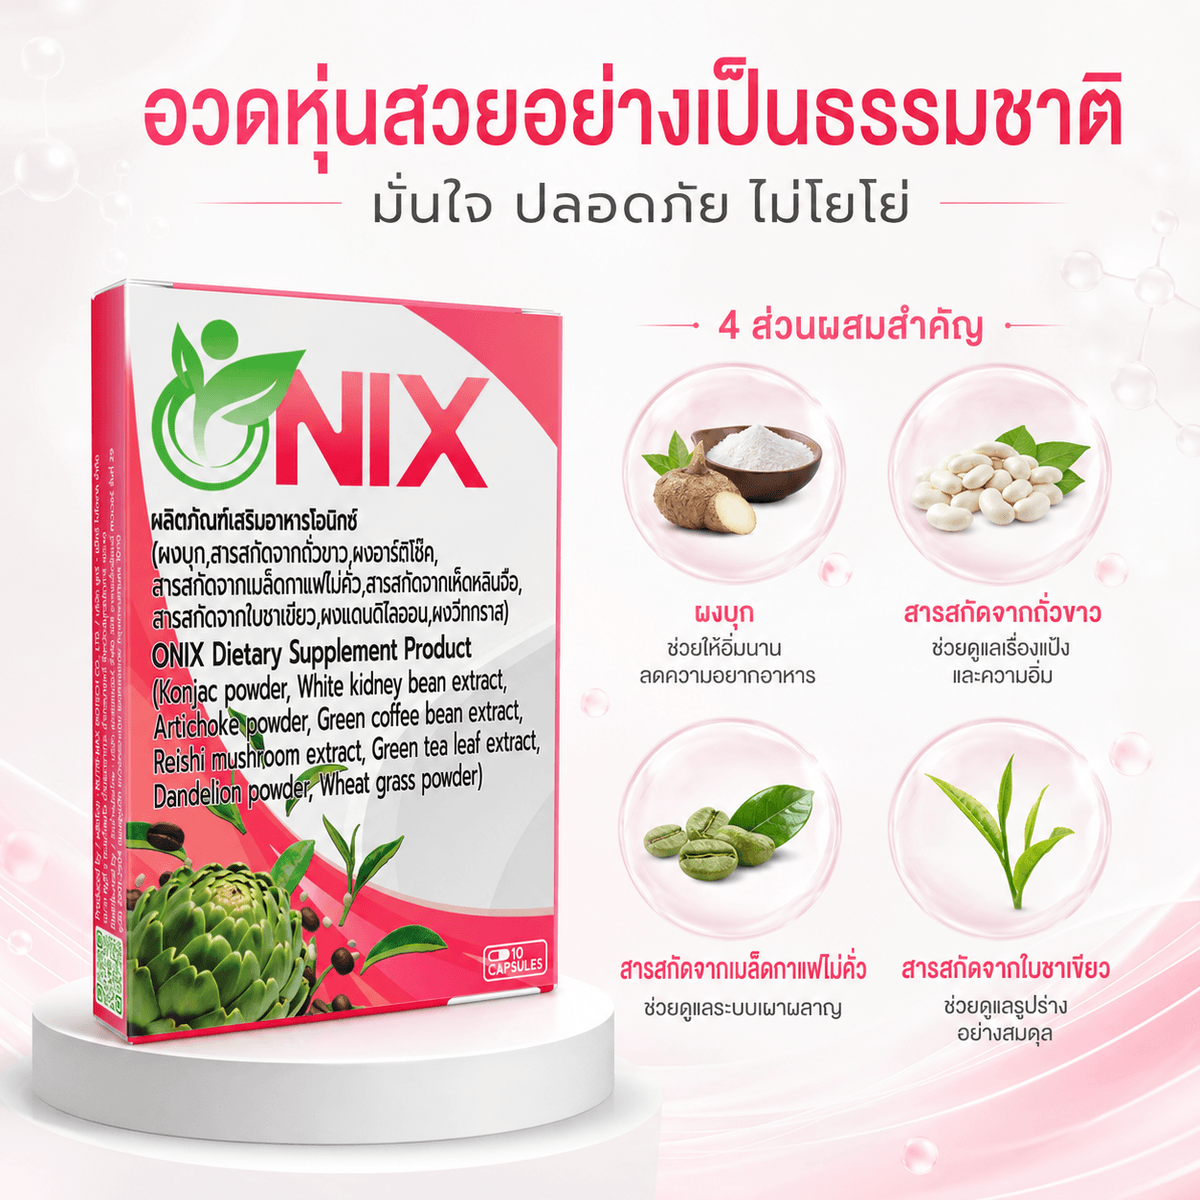 อวดหุ่นสวยอย่างเป็นธรรมชาติ
มั่นใจ ปลอดภัย ไม่โยโย่
ONIX
ผลิตภัณฑ์เสริมอาหารโอนิกซ์
(ผงบุก,สารสกัดจากถั่วขาว,ผงอาร์ติโช๊ค,
สารสกัดจากเมล็ดกาแฟไม่คั่ว,สารสกัดจากเห็ดหลินจือ,
สารสกัดจากใบชาเขียว,ผงแดนดิไลออน,ผงวีทกราส)
ONIX Dietary Supplement Product
(Konjac powder, White kidney bean extract,
Artichoke powder, Green coffee bean extract,
Reishi mushroom extract, Green tea leaf extract,
Dandelion powder, Wheat grass powder)
10
CAPSULES
4 ส่วนผสมสำคัญ
ผงบุก
ช่วยให้อิ่มนาน
ลดความอยากอาหาร
สารสกัดจากถั่วขาว
ช่วยดูแลเรื่องแป้ง
และความอิ่ม
สารสกัดจากเมล็ดกาแฟไม่คั่ว
ช่วยดูแลระบบเผาผลาญ
สารสกัดจากใบชาเขียว
ช่วยดูแลรูปร่าง
อย่างสมดุล